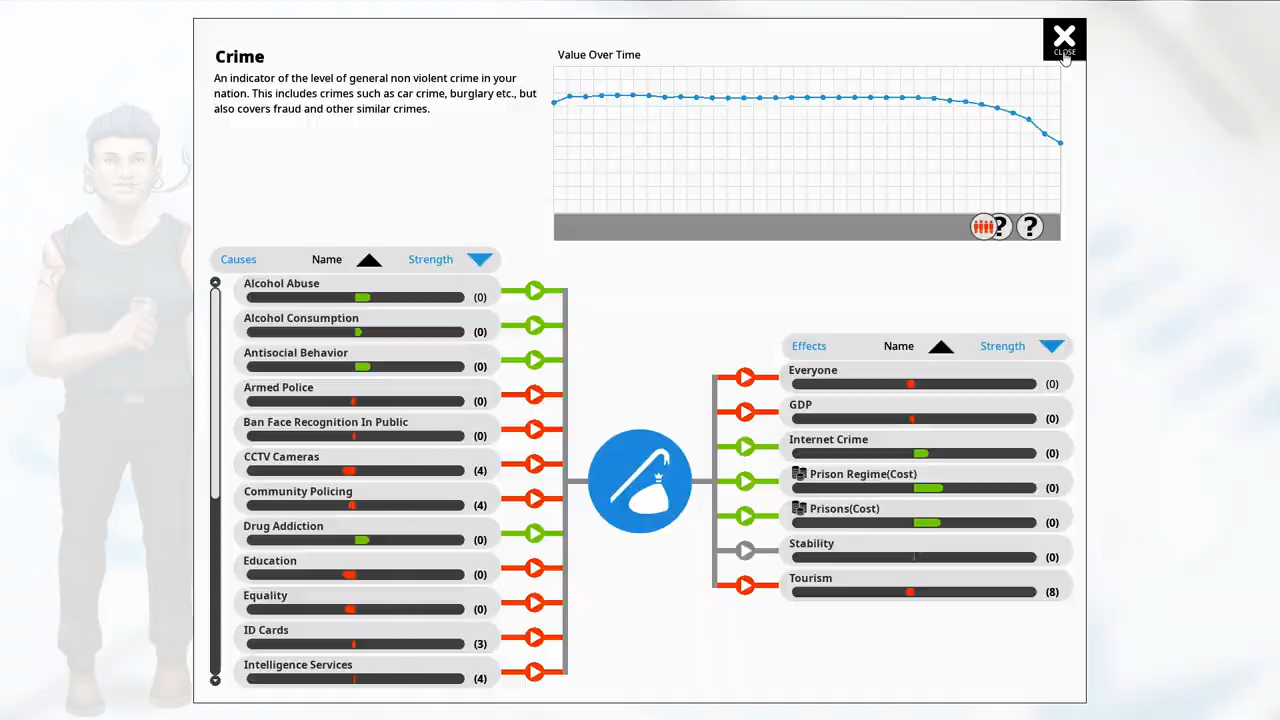 Crime
An indicator of the level of general non violent crime in your
nation. This includes crimes such as car crime, burglary etc., but
also covers fraud and other similar crimes.
Value Over Time
CLOSE
? ?
Causes Name Strength
Alcohol Abuse
(0)
Alcohol Consumption
(0)
Antisocial Behavior
(0)
Armed Police
(0)
Ban Face Recognition In Public
(0)
CCTV Cameras
(4)
Community Policing
(4)
Drug Addiction
(0)
Education
(0)
Equality
(0)
ID Cards
(3)
Intelligence Services
(4)
Effects Name Strength
Everyone
(0)
GDP
(0)
Internet Crime
(0)
Prison Regime(Cost)
(0)
Prisons(Cost)
(0)
Stability
(0)
Tourism
(8)